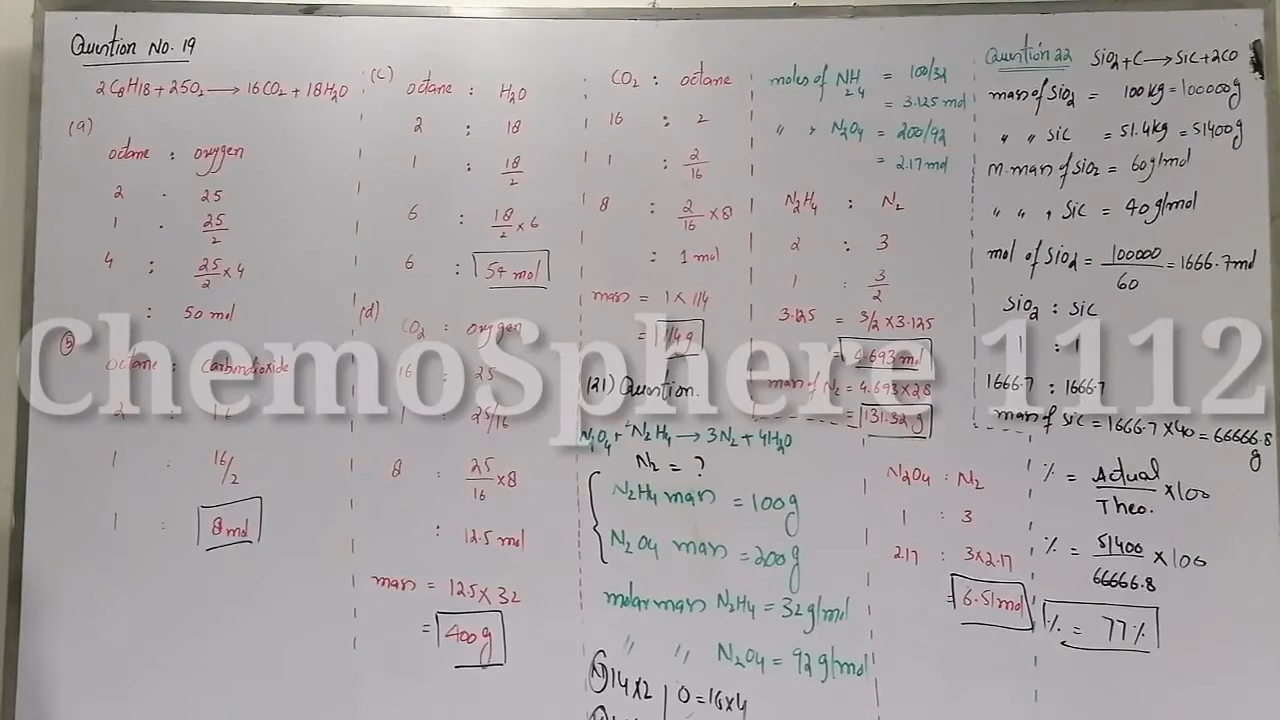 Question No. 19
2C8H18 + 25O2 → 16CO2 + 18H2O
(a)
octane : oxygen
2 . 25
1 . 25/2
4 : 25/2 x 4
: 50 mol
(b)
octane : Carbondioxide
2 : 16
1 : 16/2
1 : 8 mol
(c) octane : H2O
2 : 18
1 : 18/2
6 : 18/2 x 6
6 : 54 mol
(d)
CO2 : oxygen
16 : 25
1 : 25/16
8 : 25/16 x 8
: 12.5 mol
mass = 12.5 x 32
= 400g
CO2 : octane
16 : 2
1 : 2/16
8 : 2/16 x 8
: 1 mol
mass = 1 x 114
= 114g
(21) Question.
N2O4 + 2N2H4 → 3N2 + 4H2O
N2 = ?
N2H4 mass = 100g
N2O4 mass = 200g
molar mass N2H4 = 32 g/mol
" " N2O4 = 92 g/mol
N 14x2 | O = 16x4
moles of NH 2 4 = 100/32
= 3.125 mol
" " N2O4 = 200/92
= 2.17 mol
N2H4 : N2
2 : 3
1 : 3/2
3.125 = 3/2 x 3.125
= 4.693 mol
mass of N2 = 4.693 x 28
= 131.32 g
N2O4 : N2
1 : 3
2.17 : 3x2.17
= 6.51 mol
Question 22 SiO2 + C → SiC + 2CO
mass of SiO2 = 100 kg = 100000g
" " SiC = 51.4kg = 51400g
M.mass of SiO2 = 60g/mol
" " , SiC = 40 g/mol
mol of SiO2 = 100000/60 = 1666.7 mol
SiO2 : SiC
1 : 1
1666.7 : 1666.7
mass of SiC = 1666.7 x 40 = 66666.8
g
% = Actual/Theo. x 100
% = 51400/66666.8 x 100
% = 77%
ChemoSphere 1112